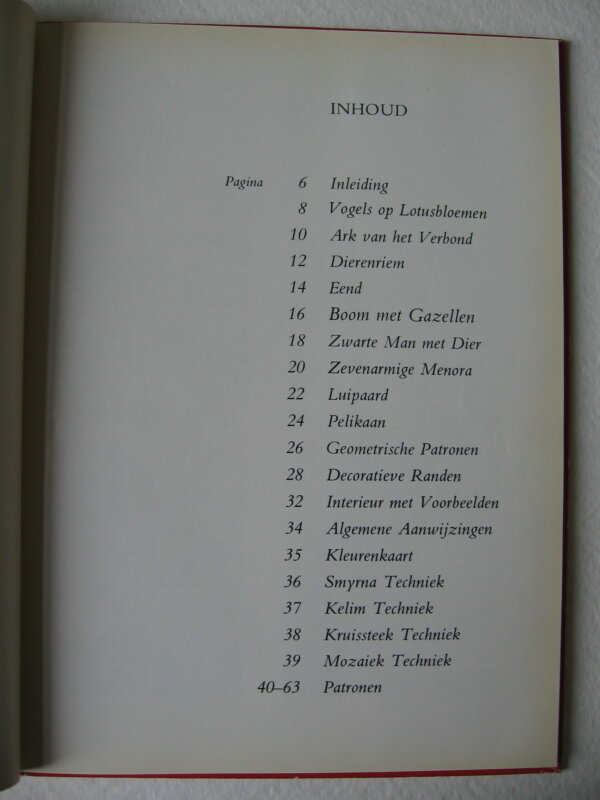 INHOUD
Pagina 6 Inleiding
8 Vogels op Lotusbloemen
10 Ark van het Verbond
12 Dierenriem
14 Eend
16 Boom met Gazellen
18 Zwarte Man met Dier
20 Zevenarmige Menora
22 Luipaard
24 Pelikaan
26 Geometrische Patronen
28 Decoratieve Randen
32 Interieur met Voorbeelden
34 Algemene Aanwijzingen
35 Kleurenkaart
36 Smyrna Techniek
37 Kelim Techniek
38 Kruissteek Techniek
39 Mozaiek Techniek
40–63 Patronen